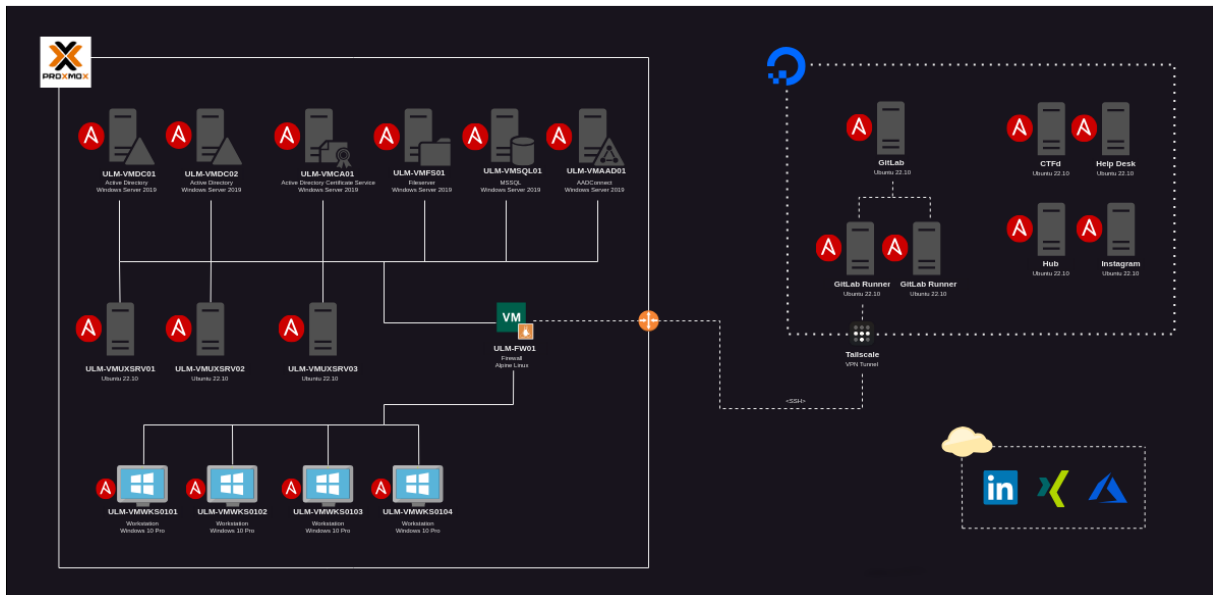 PROXMOX
ULM-VMDC01
Active Directory
Windows Server 2019
ULM-VMDC02
Active Directory
Windows Server 2019
ULM-VMCA01
Active Directory Certificate Service
Windows Server 2019
ULM-VMFS01
Fileserver
Windows Server 2019
ULM-VMSQL01
MSSQL
Windows Server 2019
ULM-VMAAD01
AADConnect
Windows Server 2019
ULM-VMUXSRV01
Ubuntu 22.10
ULM-VMUXSRV02
Ubuntu 22.10
ULM-VMUXSRV03
Ubuntu 22.10
VM
ULM-FW01
Firewall
Alpine Linux
ULM-VMWKS0101
Workstation
Windows 10 Pro
ULM-VMWKS0102
Workstation
Windows 10 Pro
ULM-VMWKS0103
Workstation
Windows 10 Pro
ULM-VMWKS0104
Workstation
Windows 10 Pro
GitLab
Ubuntu 22.10
CTFd
Ubuntu 22.10
Help Desk
Ubuntu 22.10
GitLab Runner
Ubuntu 22.10
GitLab Runner
Ubuntu 22.10
Hub
Ubuntu 22.10
Instagram
Ubuntu 22.10
Tailscale
VPN Tunnel
<SSH>
in